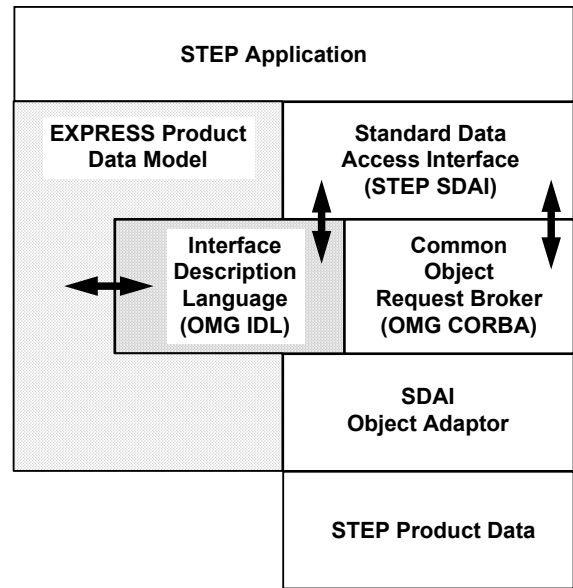 STEP Application
EXPRESS Product
Data Model
Standard Data
Access Interface
(STEP SDAI)
Interface
Description
Language
(OMG IDL)
Common
Object
Request Broker
(OMG CORBA)
SDAI
Object Adaptor
STEP Product Data